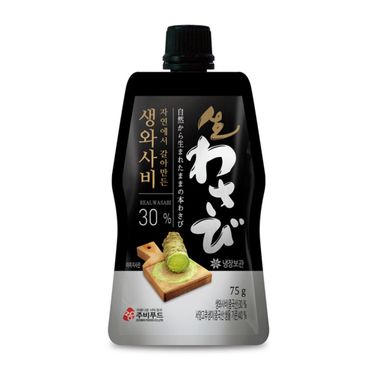 生わさび
自然から生まれたままの本わさび
자연에서 갈아만든
생와사비
REAL WASABI
30 %
냉장보관
75 g
주비푸드